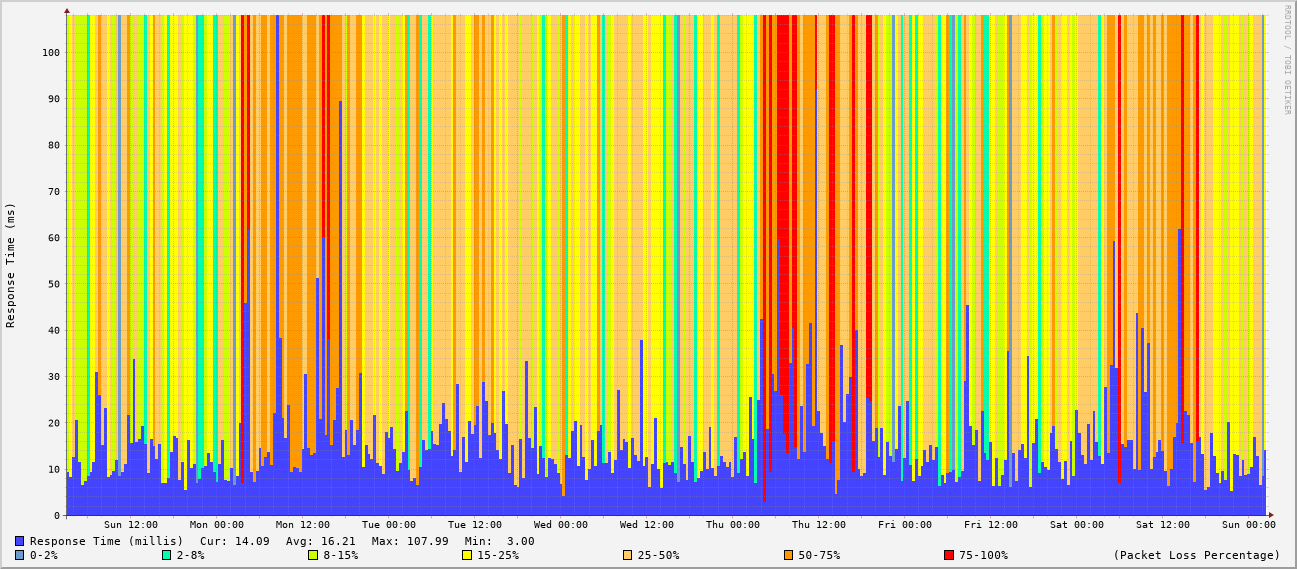 RRDTOOL / TOBI OETIKER
Response Time (ms)
100
90
80
70
60
50
40
30
20
10
0
Sun 12:00 Mon 00:00 Mon 12:00 Tue 00:00 Tue 12:00 Wed 00:00 Wed 12:00 Thu 00:00 Thu 12:00 Fri 00:00 Fri 12:00 Sat 00:00 Sat 12:00 Sun 00:00
Response Time (millis) Cur: 14.09 Avg: 16.21 Max: 107.99 Min: 3.00
0-2% 2-8% 8-15% 15-25% 25-50% 50-75% 75-100% (Packet Loss Percentage)